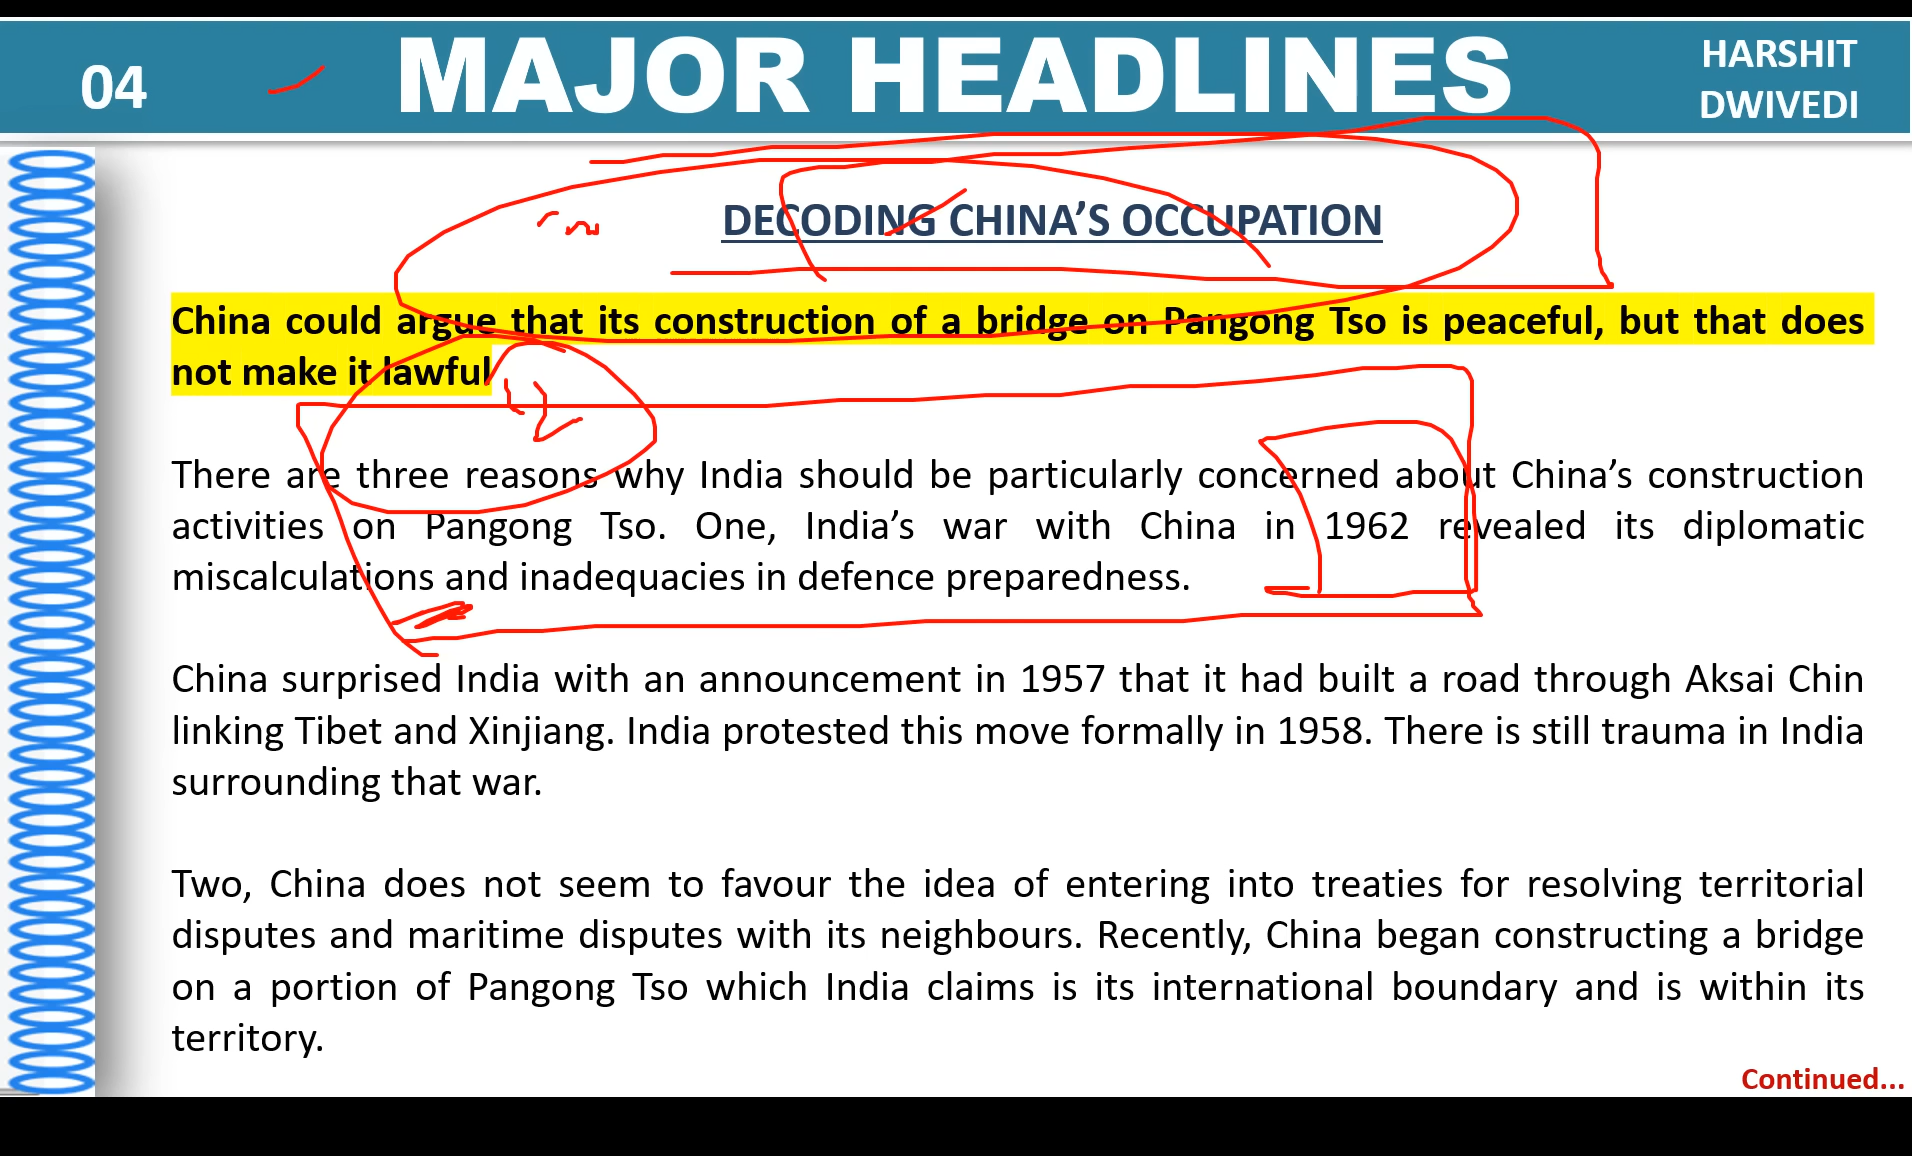 04
MAJOR HEADLINES
HARSHIT
DWIVEDI
DECODING CHINA’S OCCUPATION
China could argue that its construction of a bridge on Pangong Tso is peaceful, but that does
not make it lawful
There are three reasons why India should be particularly concerned about China’s construction
activities on Pangong Tso. One, India’s war with China in 1962 revealed its diplomatic
miscalculations and inadequacies in defence preparedness.
China surprised India with an announcement in 1957 that it had built a road through Aksai Chin
linking Tibet and Xinjiang. India protested this move formally in 1958. There is still trauma in India
surrounding that war.
Two, China does not seem to favour the idea of entering into treaties for resolving territorial
disputes and maritime disputes with its neighbours. Recently, China began constructing a bridge
on a portion of Pangong Tso which India claims is its international boundary and is within its
territory.
Continued...